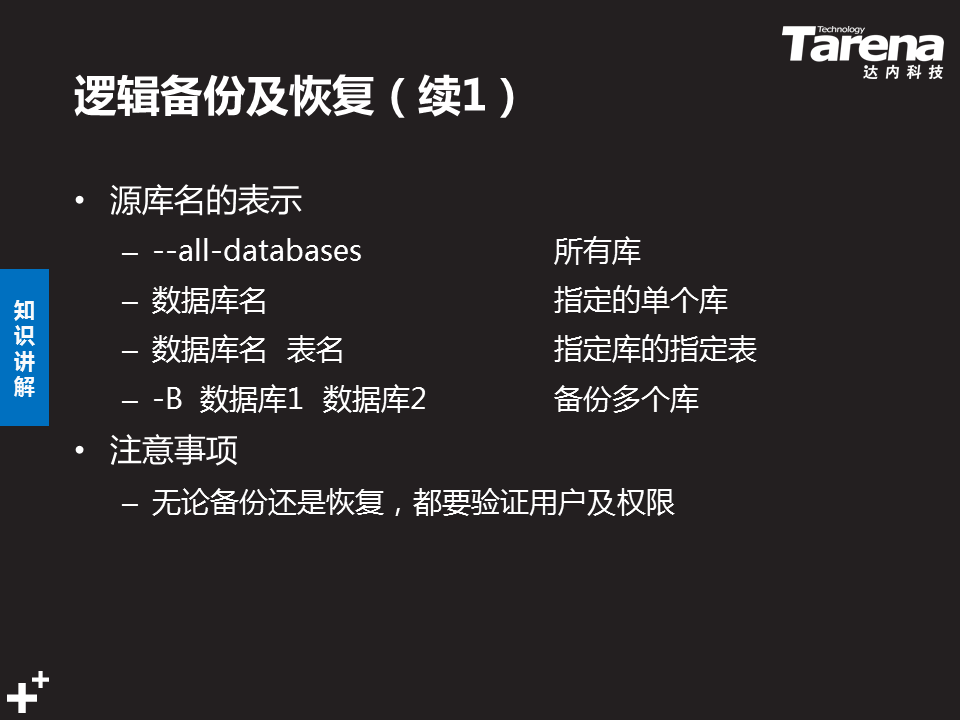 Technology
Tarena
达内科技
逻辑备份及恢复（续1）
• 源库名的表示
– --all-databases 所有库
– 数据库名 指定的单个库
– 数据库名 表名 指定库的指定表
– -B 数据库1 数据库2 备份多个库
• 注意事项
– 无论备份还是恢复，都要验证用户及权限
知识讲解